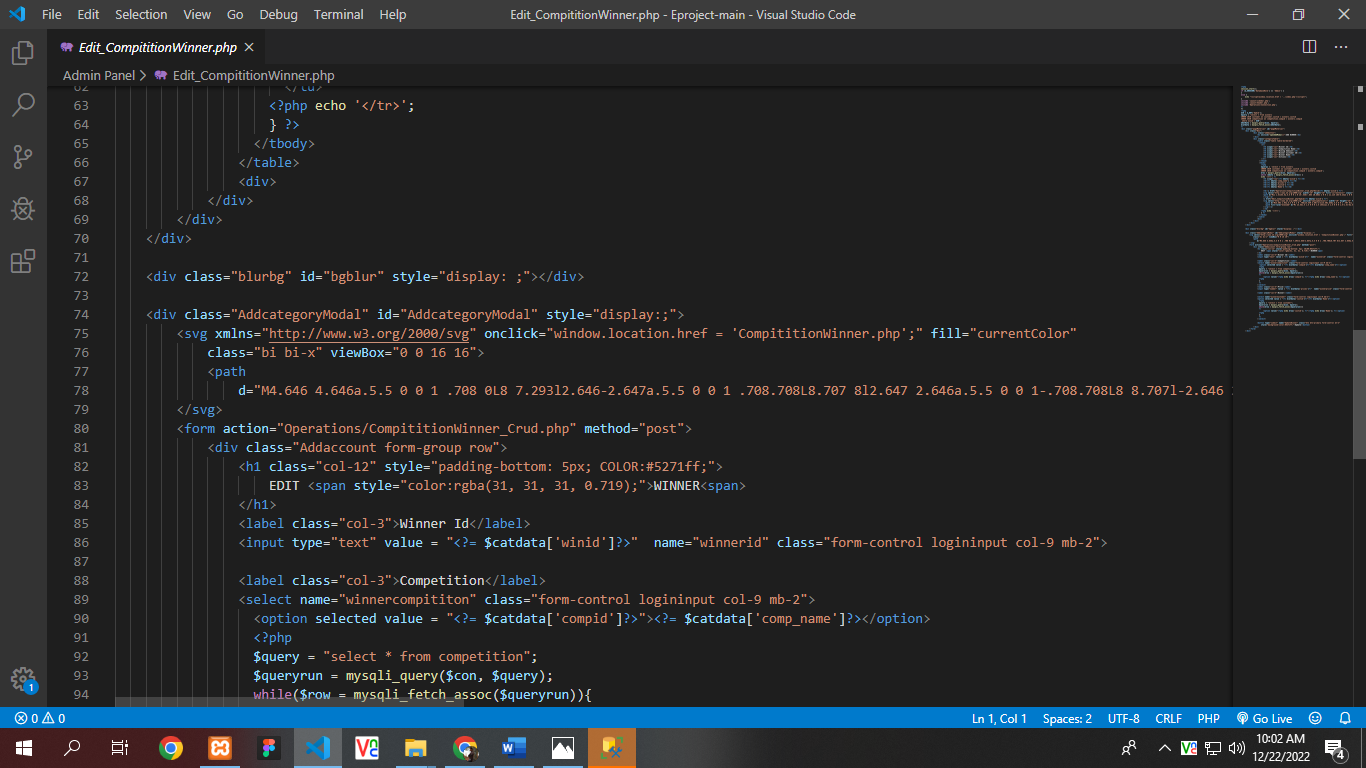 File Edit Selection View Go Debug Terminal Help Edit_CompititionWinner.php - Eproject-main - Visual Studio Code
Edit_CompititionWinner.php
Admin Panel Edit_CompititionWinner.php
62 </td>
63 <?php echo '</tr>';
64 } ?>
65 </tbody>
66 </table>
67 <div>
68 </div>
69 </div>
70 </div>
71
72 <div class="blurbg" id="bgblur" style="display: ;"></div>
73
74 <div class="AddcategoryModal" id="AddcategoryModal" style="display:;">
75 <svg xmlns="http://www.w3.org/2000/svg" onclick="window.location.href = 'CompititionWinner.php';" fill="currentColor"
76 class="bi bi-x" viewBox="0 0 16 16">
77 <path
78 d="M4.646 4.646a.5.5 0 0 1 .708 0L8 7.293l2.646-2.647a.5.5 0 0 1 .708.708L8.707 8l2.647 2.646a.5.5 0 0 1-.708.708L8 8.707l-2.646
79 </svg>
80 <form action="Operations/CompititionWinner_Crud.php" method="post">
81 <div class="Addaccount form-group row">
82 <h1 class="col-12" style="padding-bottom: 5px; COLOR:#5271ff;">
83 EDIT <span style="color:rgba(31, 31, 31, 0.719);">WINNER<span>
84 </h1>
85 <label class="col-3">Winner Id</label>
86 <input type="text" value = "<?= $catdata['winid']?>"  name="winnerid" class="form-control logininput col-9 mb-2">
87
88 <label class="col-3">Competition</label>
89 <select name="winnercompititon" class="form-control logininput col-9 mb-2">
90 <option selected value = "<?= $catdata['compid']?>"><?= $catdata['comp_name']?></option>
91 <?php
92 $query = "select * from competition";
93 $queryrun = mysqli_query($con, $query);
94 while($row = mysqli_fetch_assoc($queryrun)){
1
0 0 Ln 1, Col 1 Spaces: 2 UTF-8 CRLF PHP Go Live
10:02 AM
12/22/2022
4